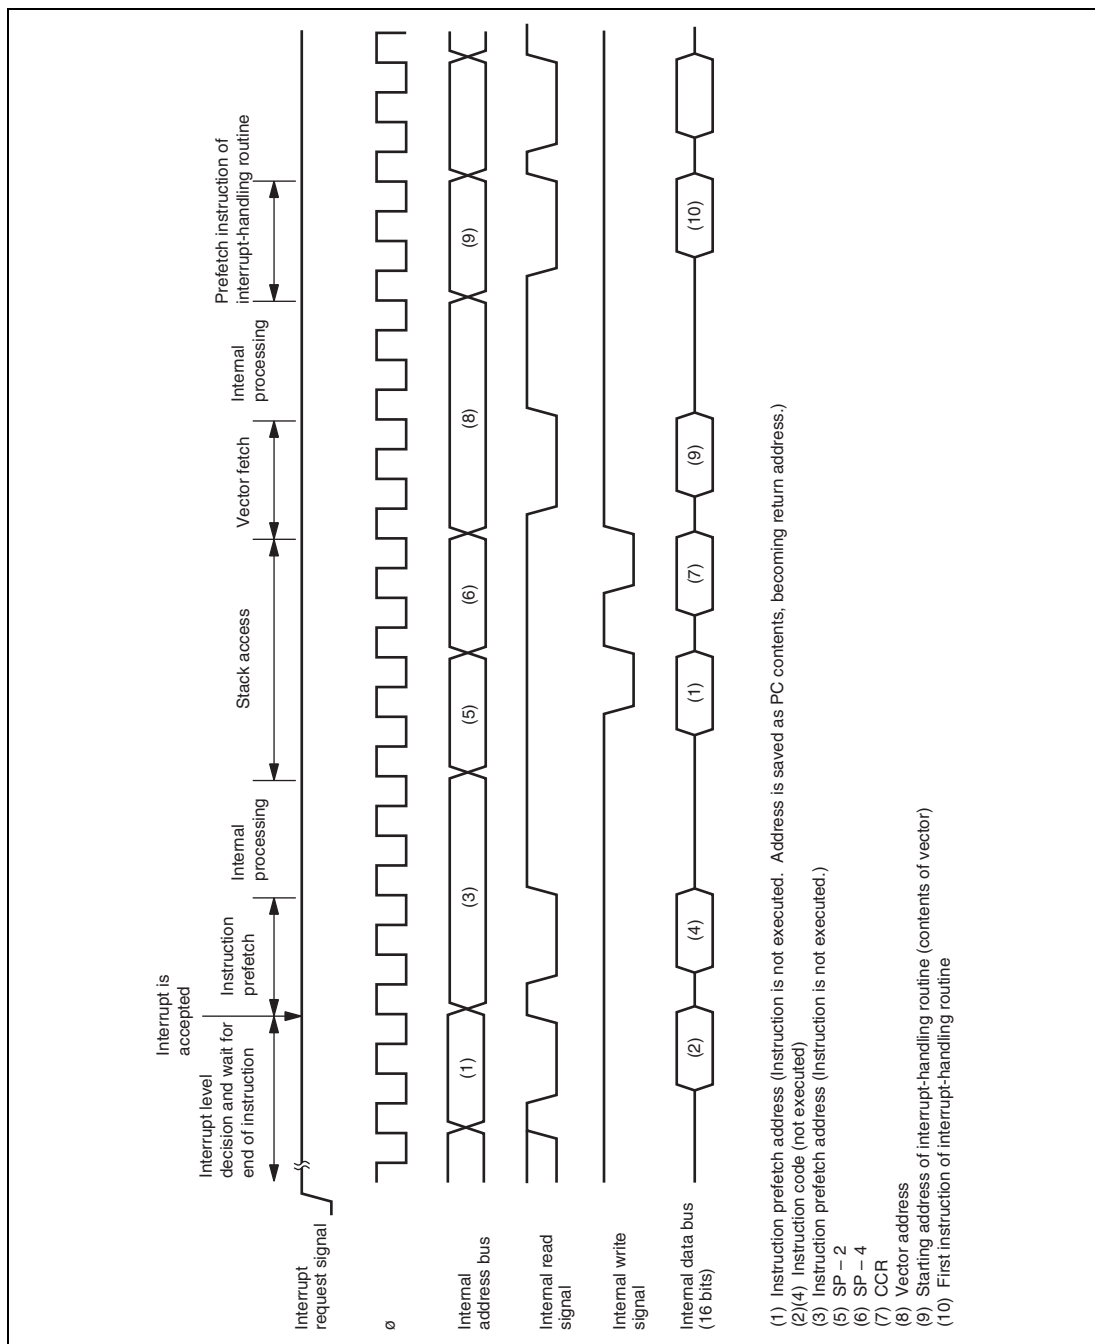 Interrupt is
accepted
Interrupt level
decision and wait for
end of instruction
Instruction
prefetch
Internal
processing
Stack access
Vector fetch
Internal
processing
Prefetch instruction of
interrupt-handling routine
Interrupt
request signal
ø
Internal
address bus
(1)
(3)
(5)
(6)
(8)
(9)
Internal read
signal
Internal write
signal
Internal data bus
(16 bits)
(2)
(4)
(1)
(7)
(9)
(10)
(1) Instruction prefetch address (Instruction is not executed. Address is saved as PC contents, becoming return address.)
(2)(4) Instruction code (not executed)
(3) Instruction prefetch address (Instruction is not executed.)
(5) SP – 2
(6) SP – 4
(7) CCR
(8) Vector address
(9) Starting address of interrupt-handling routine (contents of vector)
(10) First instruction of interrupt-handling routine